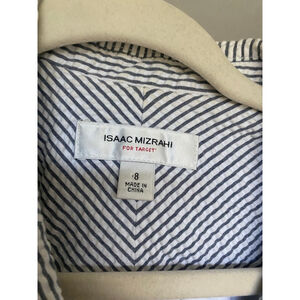 ISAAC MIZRAHI
FOR TARGET
8
MADE IN
CHINA